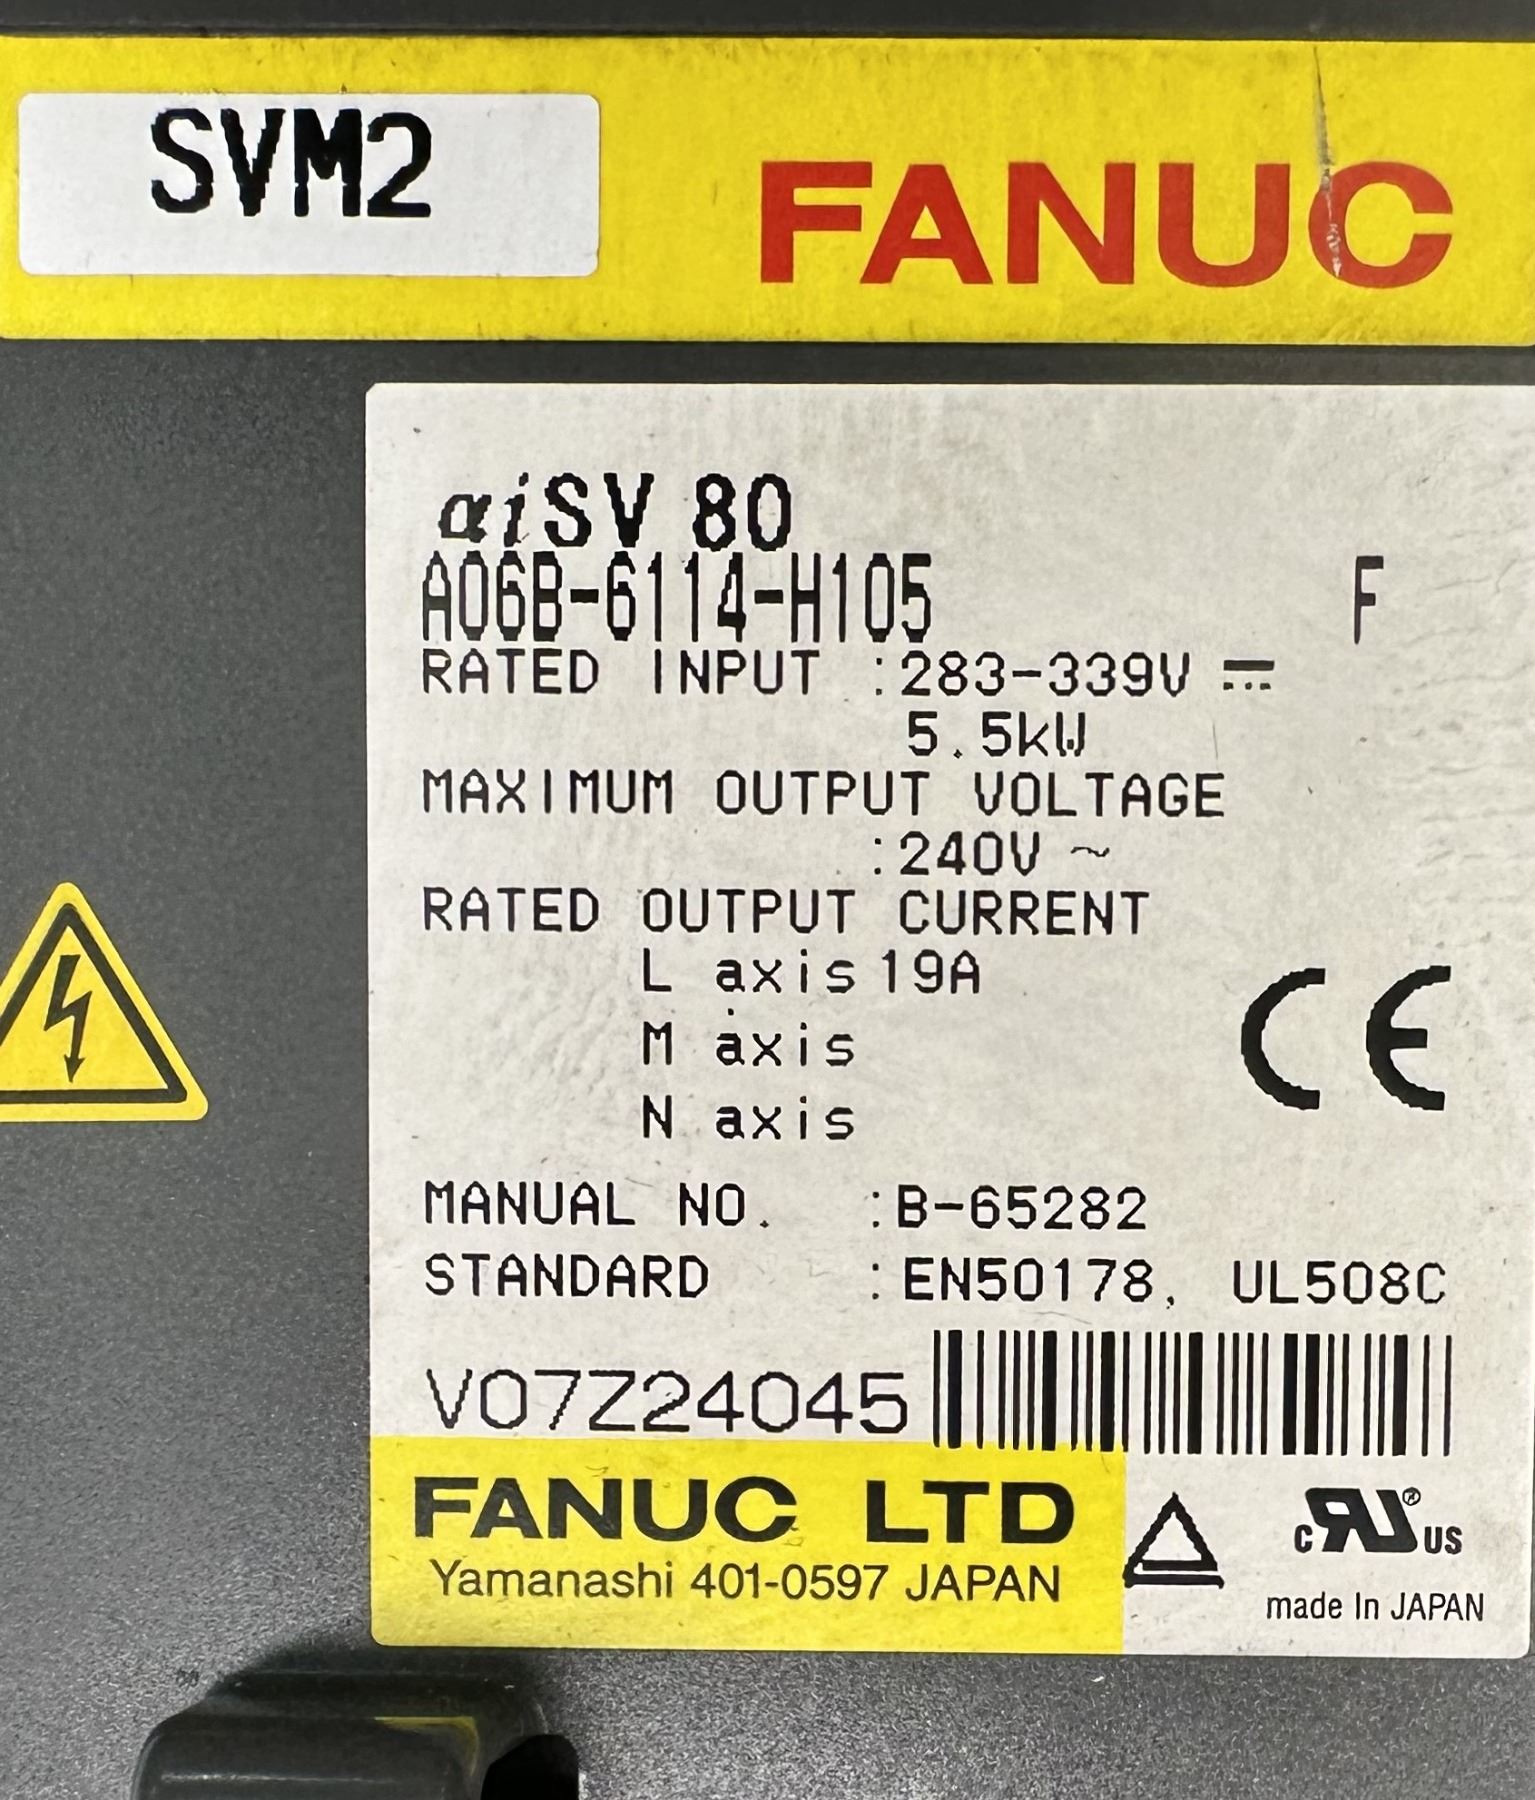 SVM2
FANUC
αiSV 80
A06B-6114-H105 F
RATED INPUT :283-339V ⎓
5.5kW
MAXIMUM OUTPUT VOLTAGE
:240V ~
RATED OUTPUT CURRENT
L axis 19A
M axis
N axis
CE
MANUAL NO. :B-65282
STANDARD :EN50178, UL508C
V07Z24045
FANUC LTD
Yamanashi 401-0597 JAPAN
c RU ® US
made In JAPAN